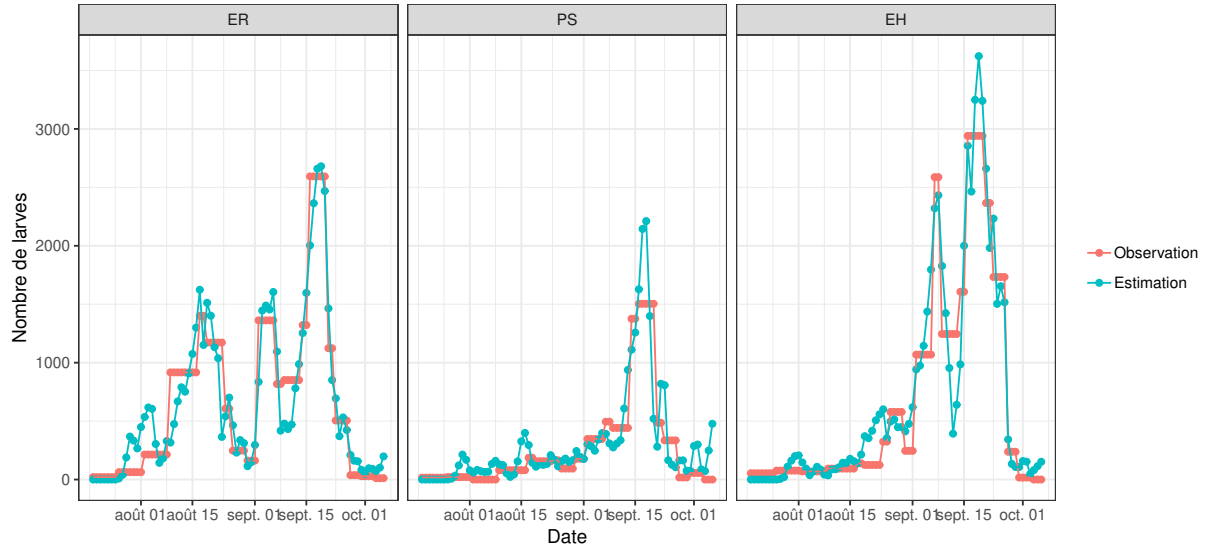 ER
PS
EH
Nombre de larves
3000
2000
1000
0
août 01 août 15 sept. 01 sept. 15 oct. 01
août 01 août 15 sept. 01 sept. 15 oct. 01
août 01 août 15 sept. 01 sept. 15 oct. 01
Date
Observation
Estimation